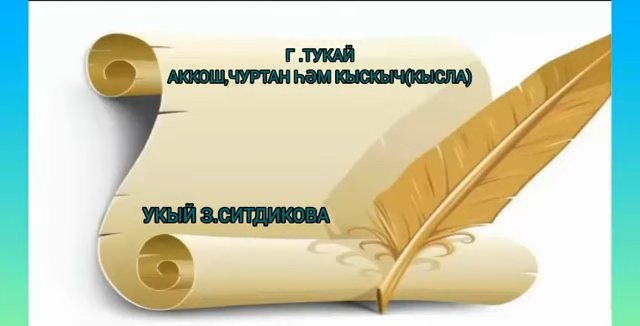 Г .ТУКАЙ
АККОШ,ЧУРТАН ҺӘМ КЫСКЫЧ(КЫСЛА)
УКЫЙ З.СИТДИКОВА